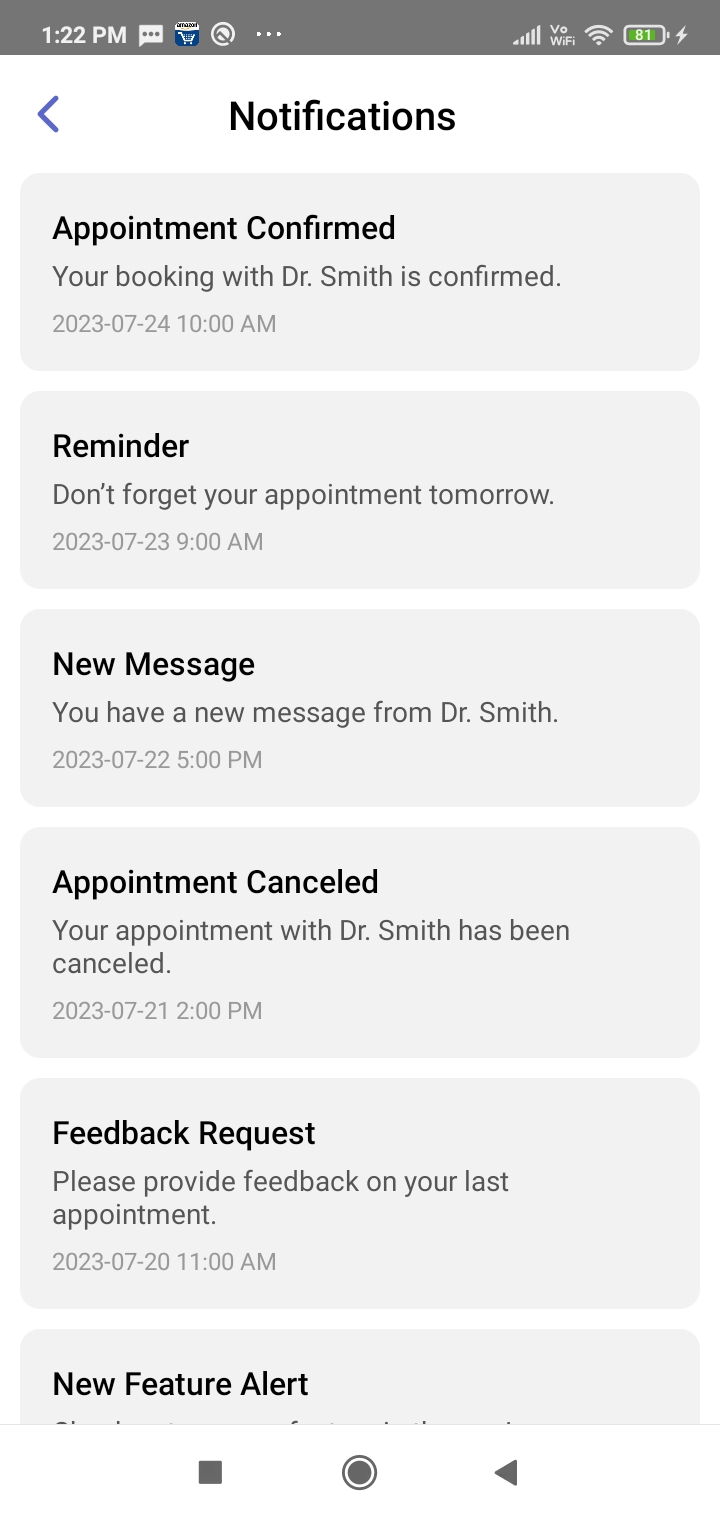 1:22 PM
amazon
Vo
WiFi
81
Notifications
Appointment Confirmed
Your booking with Dr. Smith is confirmed.
2023-07-24 10:00 AM
Reminder
Don’t forget your appointment tomorrow.
2023-07-23 9:00 AM
New Message
You have a new message from Dr. Smith.
2023-07-22 5:00 PM
Appointment Canceled
Your appointment with Dr. Smith has been
canceled.
2023-07-21 2:00 PM
Feedback Request
Please provide feedback on your last
appointment.
2023-07-20 11:00 AM
New Feature Alert